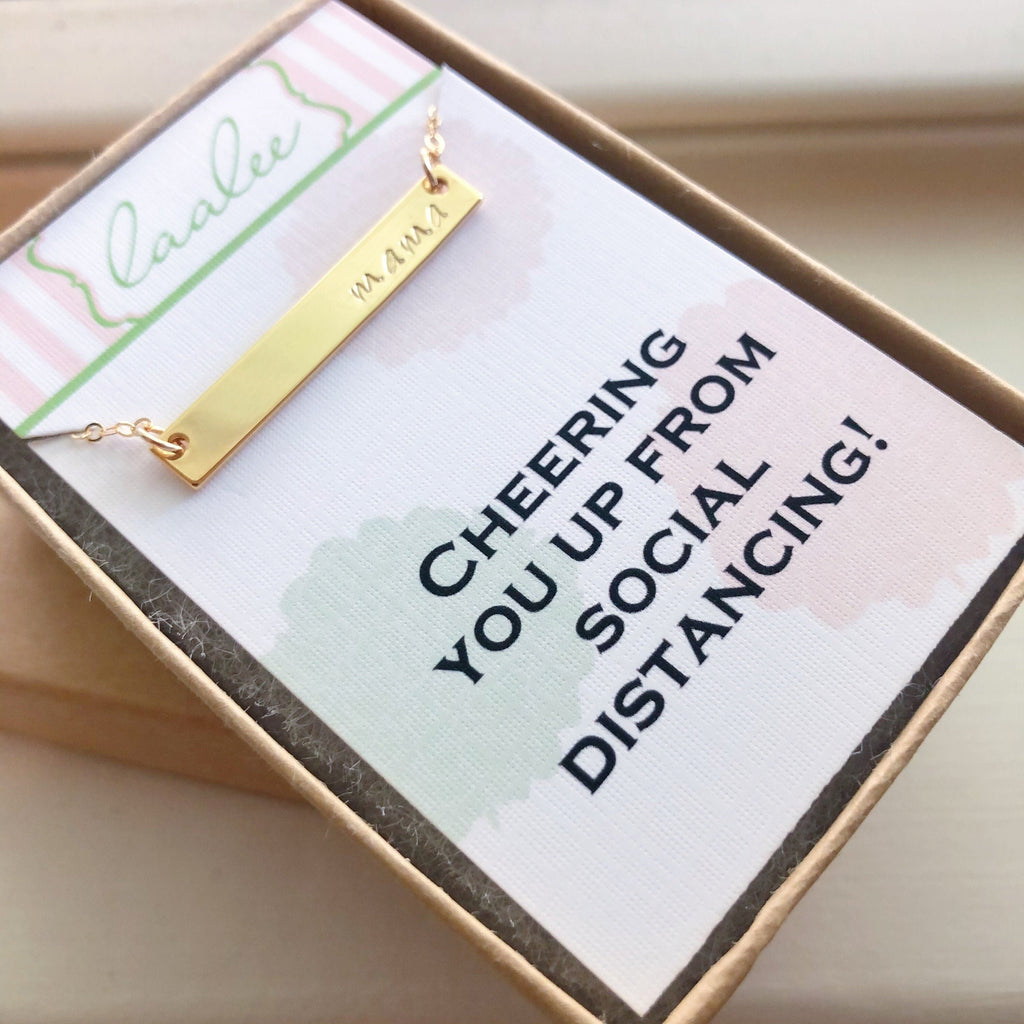 laalee
mama
CHEERING
YOU UP FROM
SOCIAL
DISTANCING!